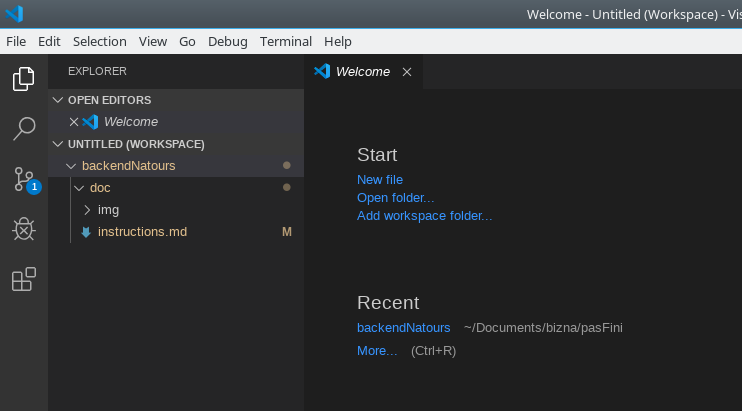 Welcome - Untitled (Workspace) - Vis
File Edit Selection View Go Debug Terminal Help
EXPLORER
Welcome
OPEN EDITORS
Welcome
UNTITLED (WORKSPACE)
backendNatours
doc
img
instructions.md M
1
Start
New file
Open folder...
Add workspace folder...
Recent
backendNatours ~/Documents/bizna/pasFini
More... (Ctrl+R)